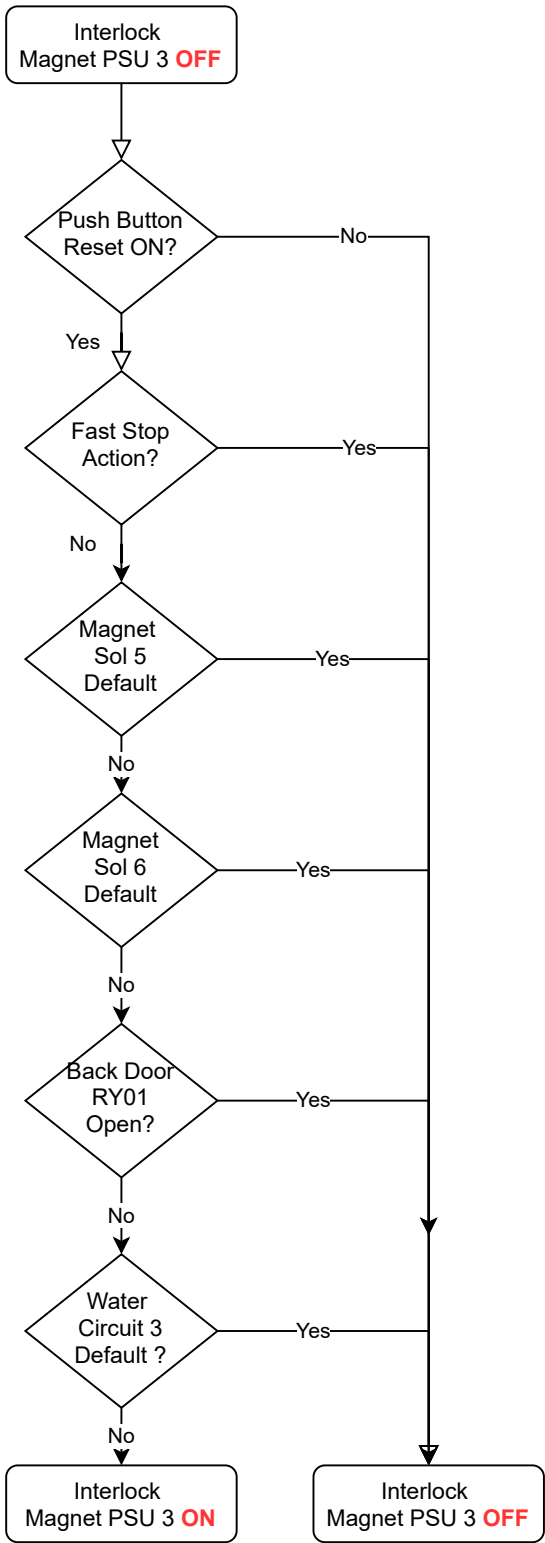 Interlock
Magnet PSU 3 OFF
Push Button
Reset ON?
No
Yes
Fast Stop
Action?
Yes
No
Magnet
Sol 5
Default
Yes
No
Magnet
Sol 6
Default
Yes
No
Back Door
RY01
Open?
Yes
No
Water
Circuit 3
Default ?
Yes
No
Interlock
Magnet PSU 3 ON
Interlock
Magnet PSU 3 OFF